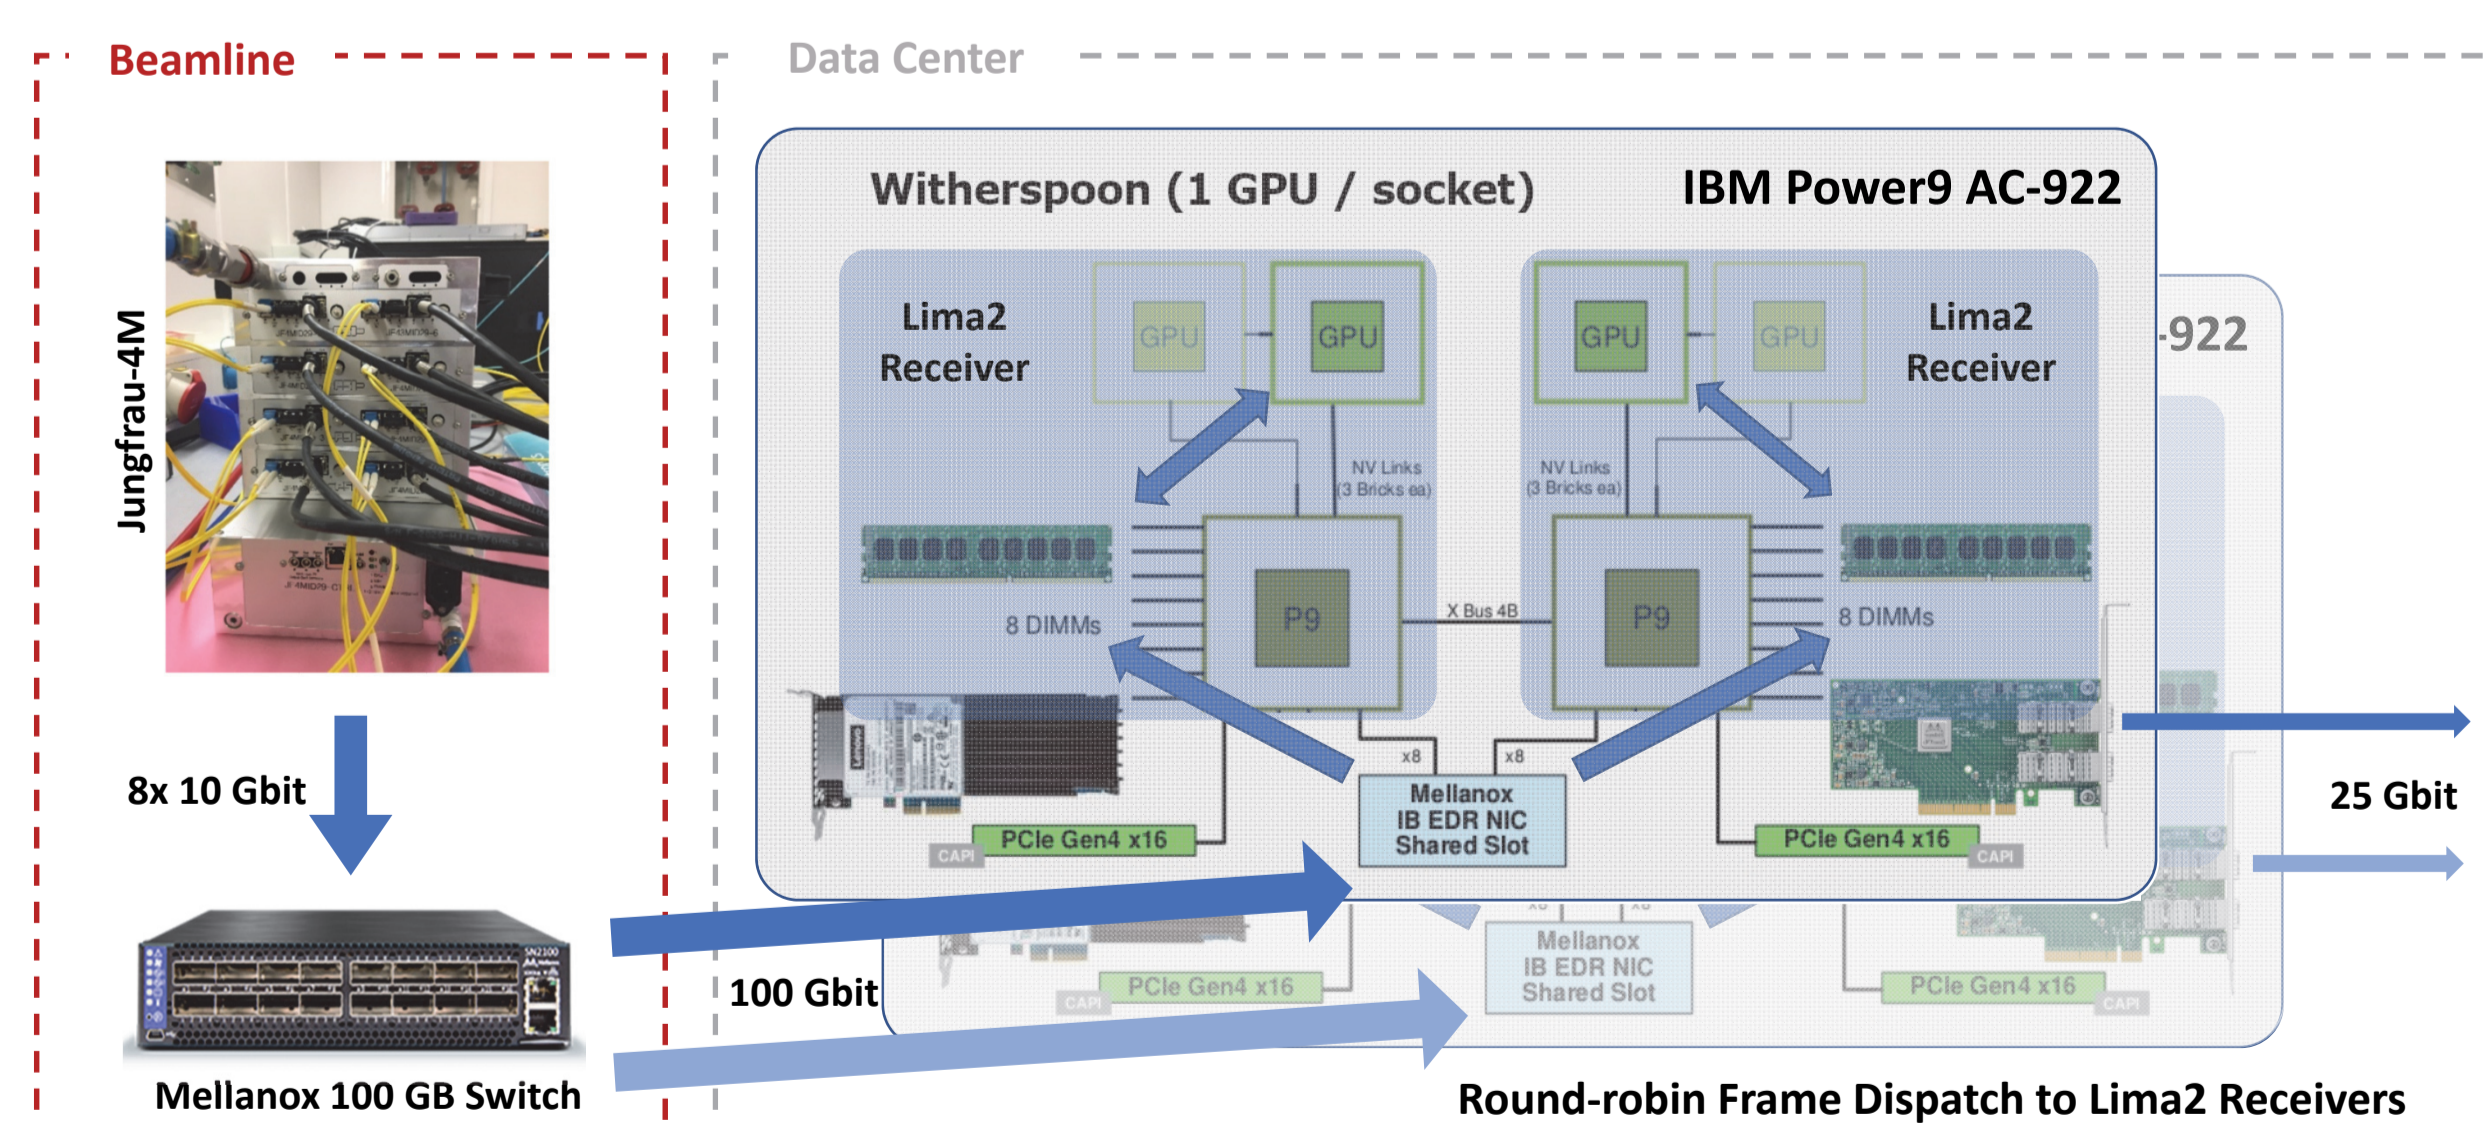 Beamline
Data Center
Witherspoon (1 GPU / socket)
IBM Power9 AC-922
-922
Lima2
Receiver
GPU
GPU
GPU
GPU
Lima2
Receiver
Jungfrau-4M
NV Links
(3 Bricks ea)
NV Links
(3 Bricks ea)
P9
X Bus 4B
P9
8 DIMMs
8 DIMMs
Lenovo
x8
x8
8x 10 Gbit
Mellanox
IB EDR NIC
Shared Slot
PCIe Gen4 x16
CAPI
PCIe Gen4 x16
CAPI
25 Gbit
SN2100
100 Gbit
x8
x8
Mellanox
IB EDR NIC
Shared Slot
PCIe Gen4 x16
CAPI
PCIe Gen4 x16
CAPI
Mellanox 100 GB Switch
Round-robin Frame Dispatch to Lima2 Receivers